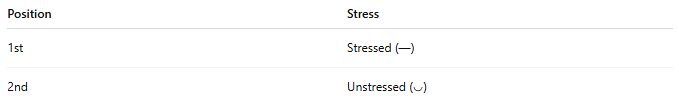 Position Stress
1st Stressed (—)
2nd Unstressed (◡)